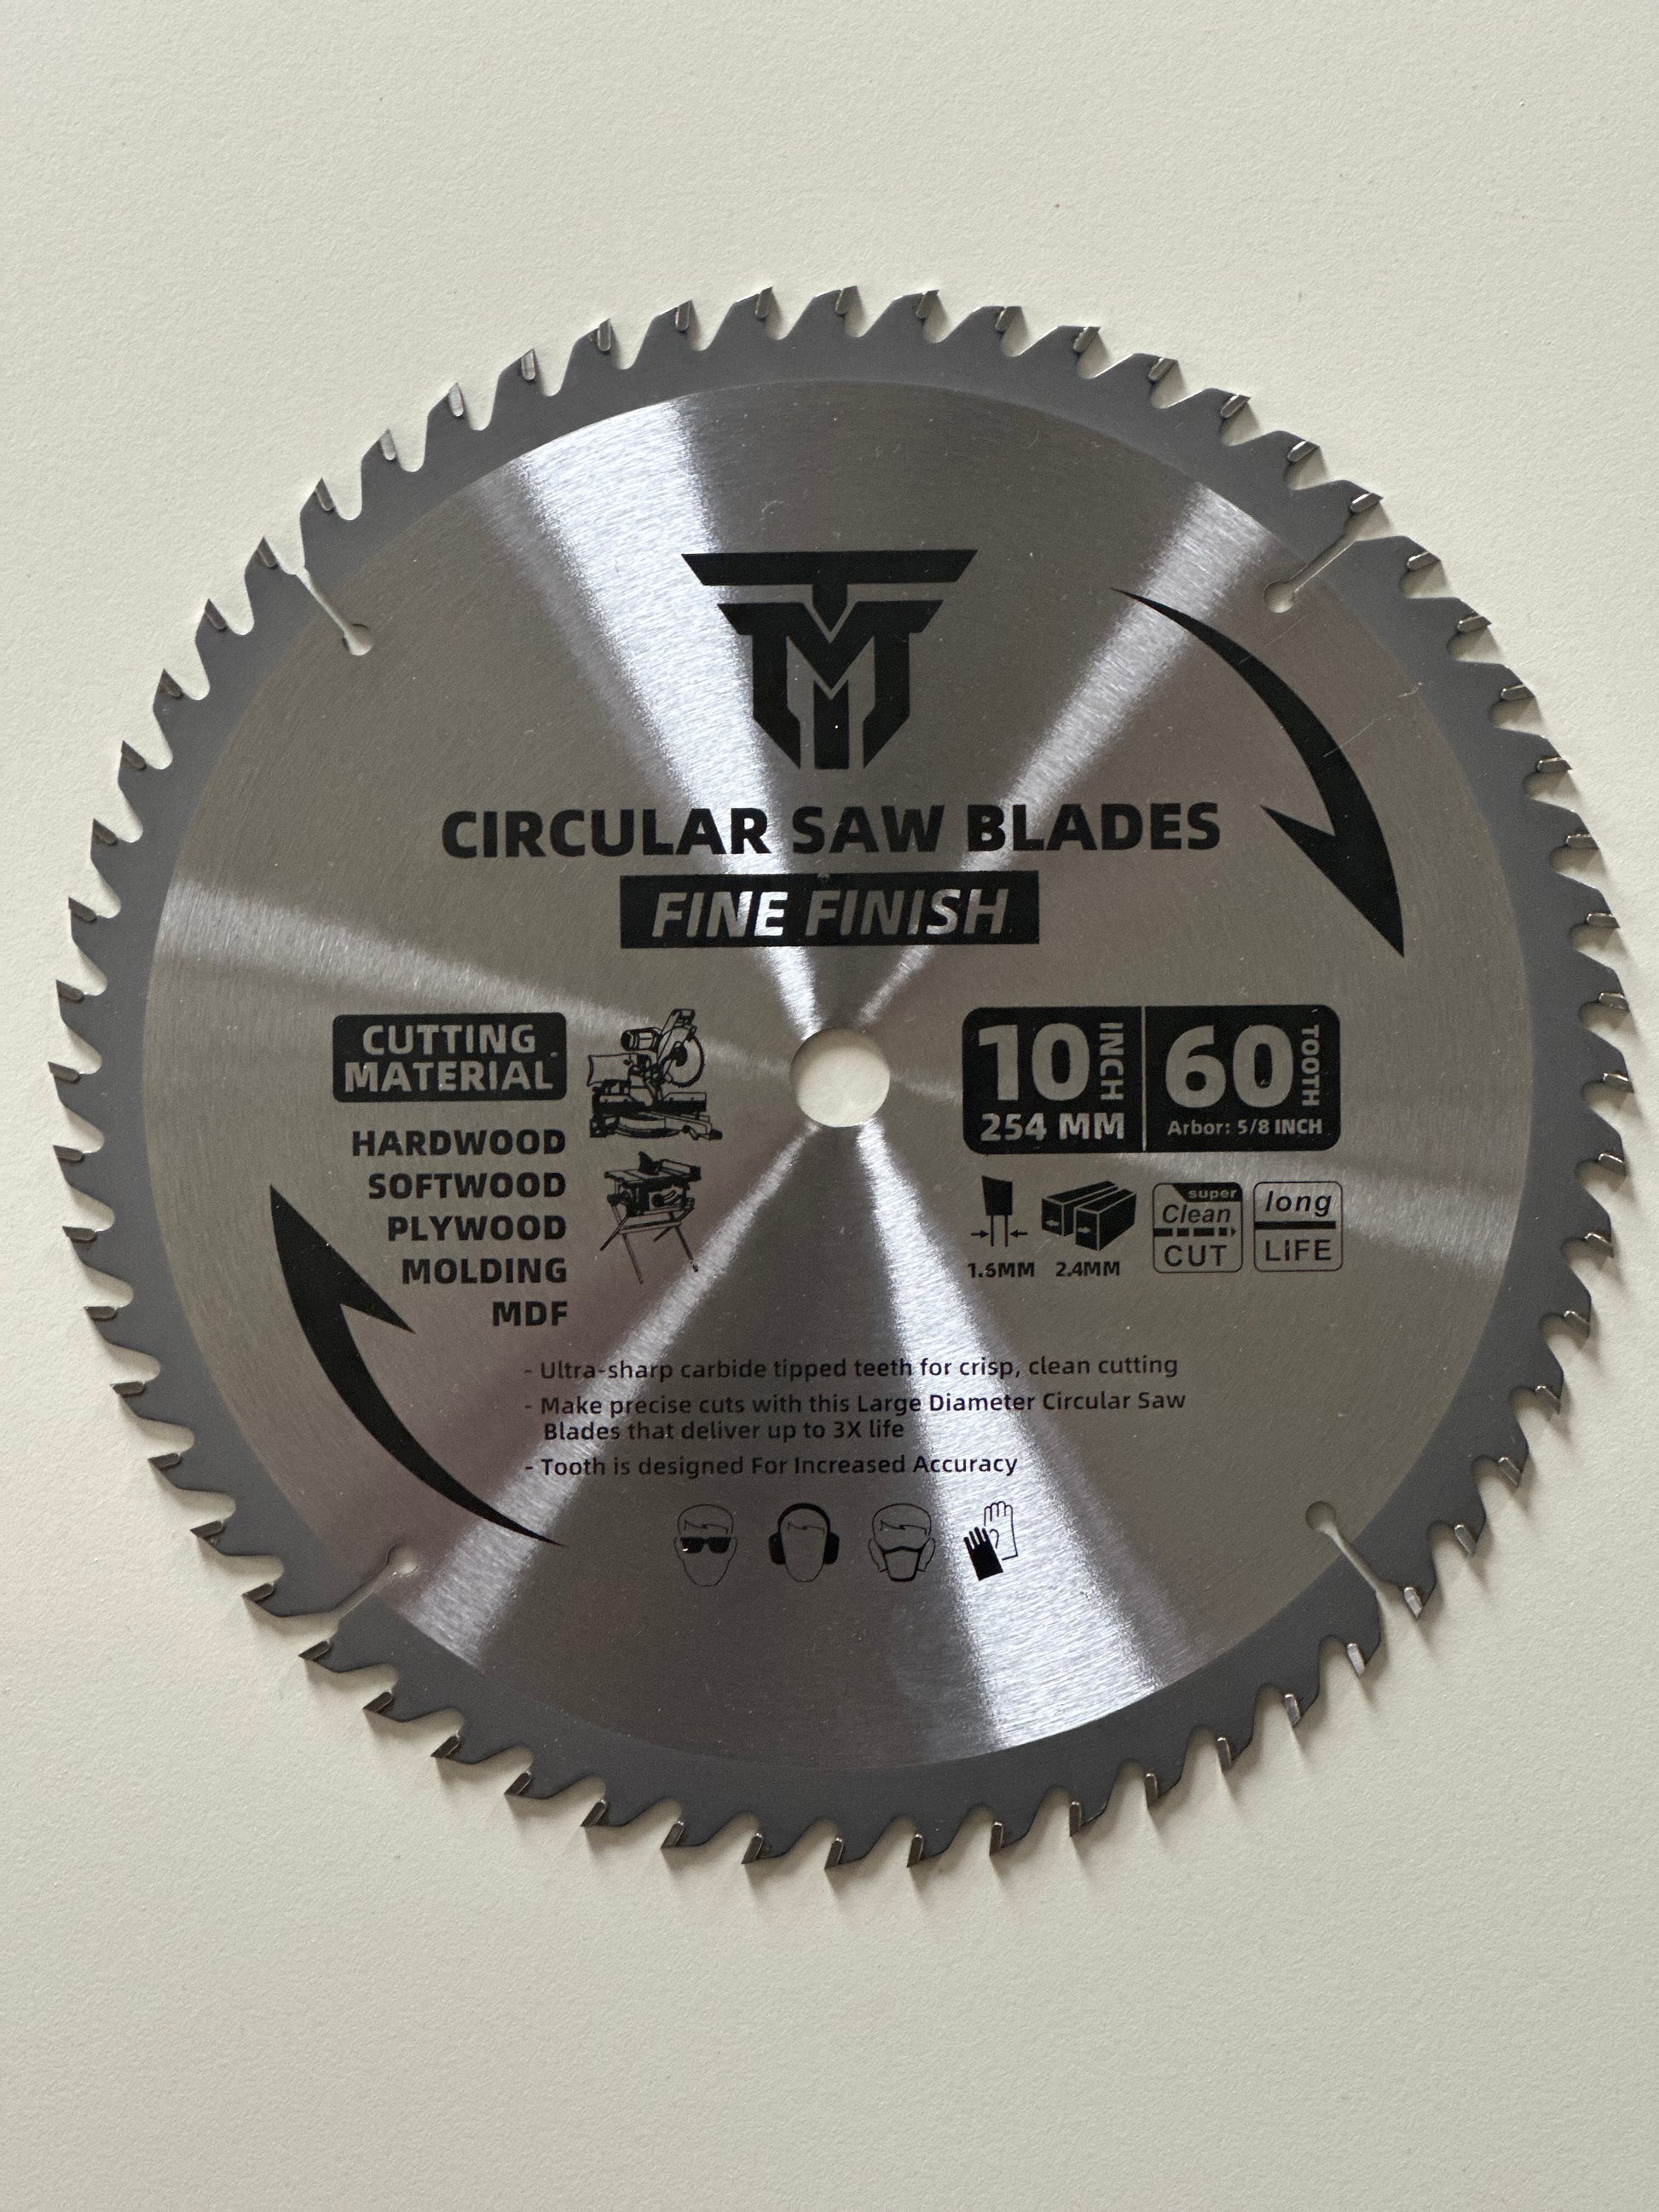 TM
CIRCULAR SAW BLADES
FINE FINISH
CUTTING
MATERIAL
HARDWOOD
SOFTWOOD
PLYWOOD
MOLDING
MDF
10 INCH
254 MM
60 TOOTH
Arbor: 5/8 INCH
1.6MM
2.4MM
super
Clean
CUT
long
LIFE
- Ultra-sharp carbide tipped teeth for crisp, clean cutting
- Make precise cuts with this Large Diameter Circular Saw
Blades that deliver up to 3X life
- Tooth is designed For Increased Accuracy